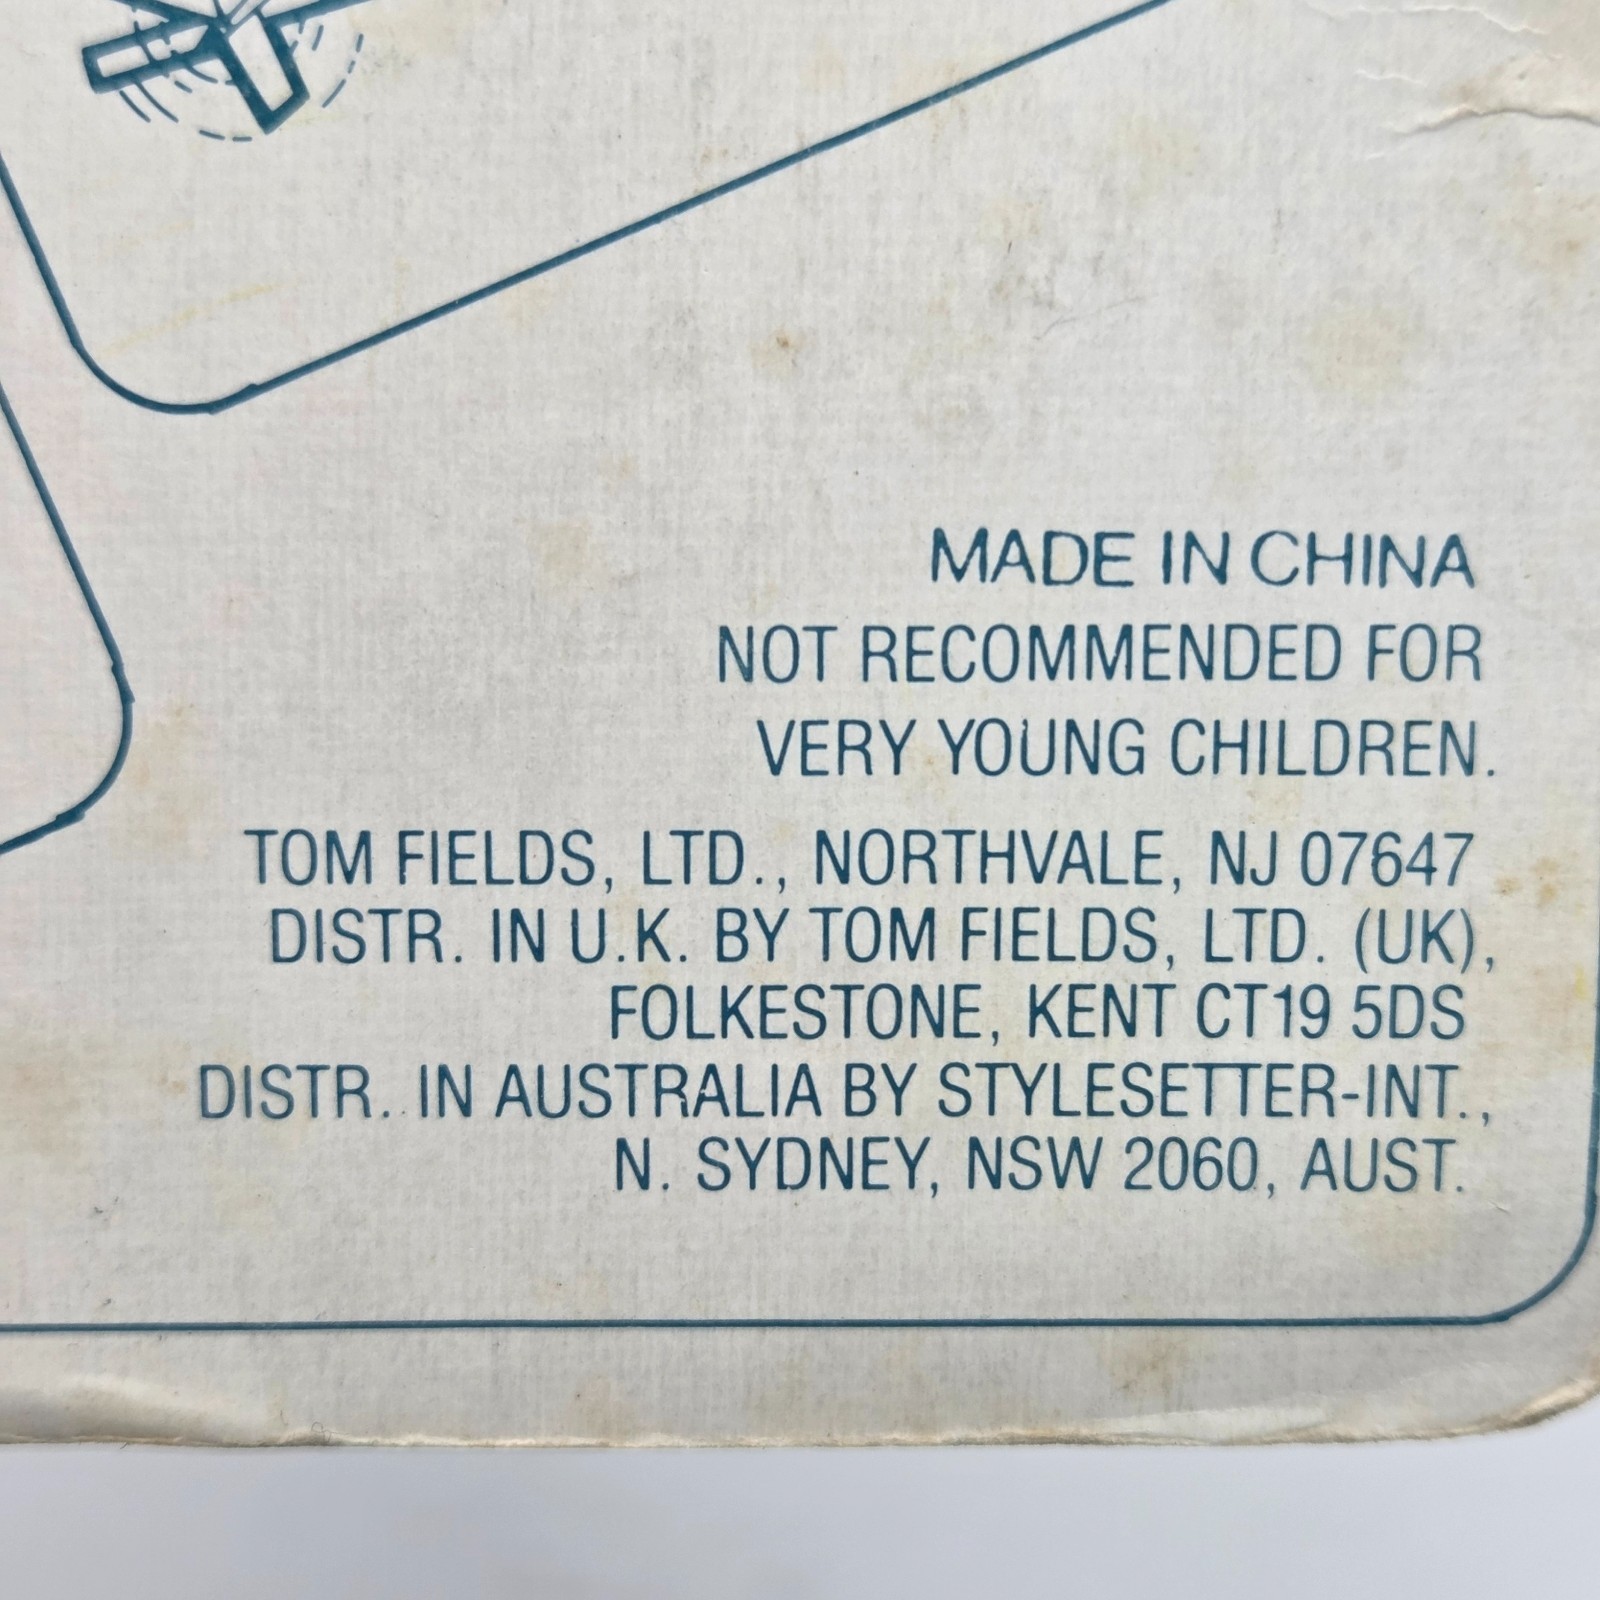 MADE IN CHINA
NOT RECOMMENDED FOR
VERY YOUNG CHILDREN.
TOM FIELDS, LTD., NORTHVALE, NJ 07647
DISTR. IN U.K. BY TOM FIELDS, LTD. (UK),
FOLKESTONE, KENT CT19 5DS
DISTR. IN AUSTRALIA BY STYLESETTER-INT.,
N. SYDNEY, NSW 2060, AUST.